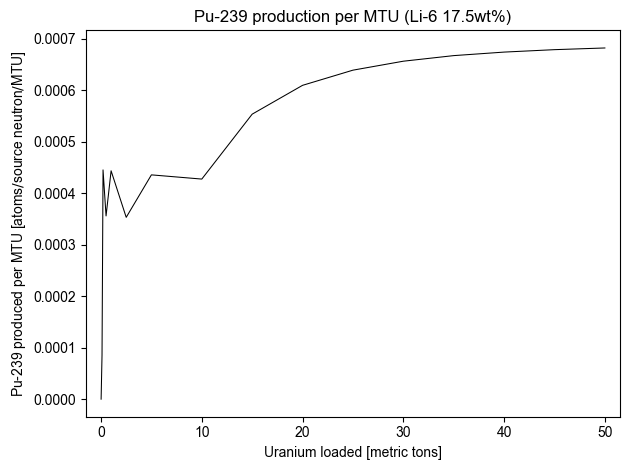 Pu-239 production per MTU (Li-6 17.5wt%)
Pu-239 produced per MTU [atoms/source neutron/MTU]
0.0007
0.0006
0.0005
0.0004
0.0003
0.0002
0.0001
0.0000
0 10 20 30 40 50
Uranium loaded [metric tons]